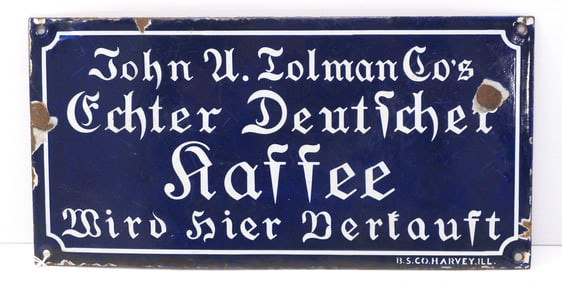 John A. Tolman Co's
Echter Deutſcher
Kaffee
Wird Hier Verkauft
B.S.CO.HARVEY.ILL.